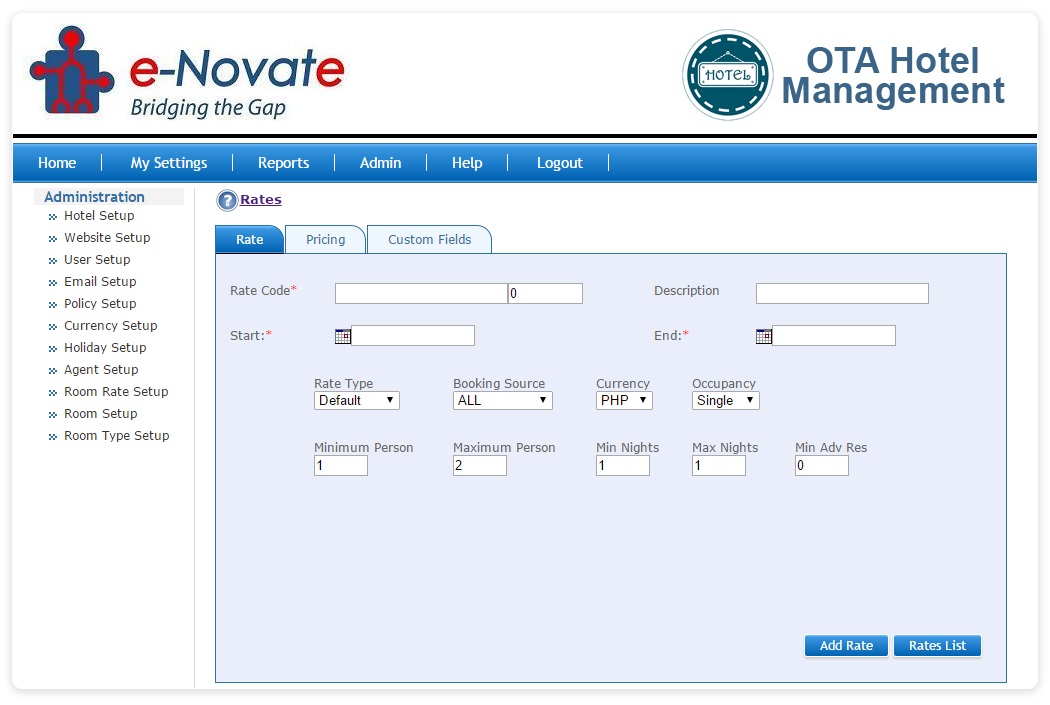 e-Novate
Bridging the Gap
HOTEL
OTA Hotel
Management
Home My Settings Reports Admin Help Logout
Administration
Hotel Setup
Website Setup
User Setup
Email Setup
Policy Setup
Currency Setup
Holiday Setup
Agent Setup
Room Rate Setup
Room Setup
Room Type Setup
? Rates
Rate Pricing Custom Fields
Rate Code* 0 Description
Start:* End:*
Rate Type Booking Source Currency Occupancy
Default ALL PHP Single
Minimum Person Maximum Person Min Nights Max Nights Min Adv Res
1 2 1 1 0
Add Rate Rates List